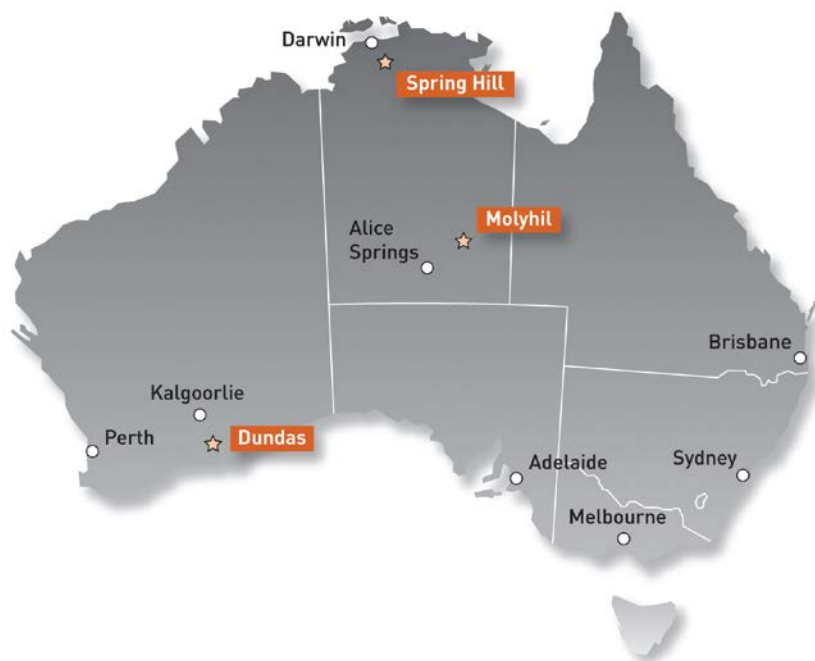 Darwin
Spring Hill
Molyhil
Alice
Springs
Brisbane
Kalgoorlie
Perth
Dundas
Adelaide
Sydney
Melbourne